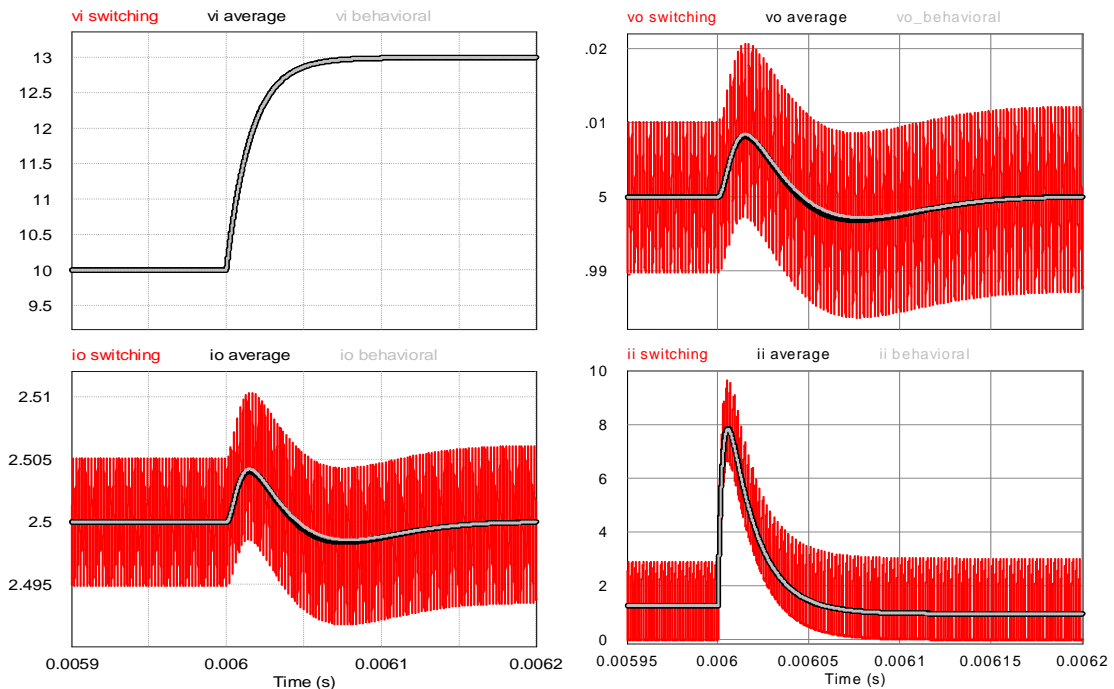 vi switching vi average vi behavioral
13
12.5
12
11.5
11
10.5
10
9.5
vo switching vo average vo_behavioral
.02
.01
5
.99
io switching io average io behavioral
2.51
2.505
2.5
2.495
0.0059 0.006 0.0061 0.0062
Time (s)
ii switching ii average ii behavioral
10
8
6
4
2
0
0.00595 0.006 0.00605 0.0061 0.00615 0.0062
Time (s)